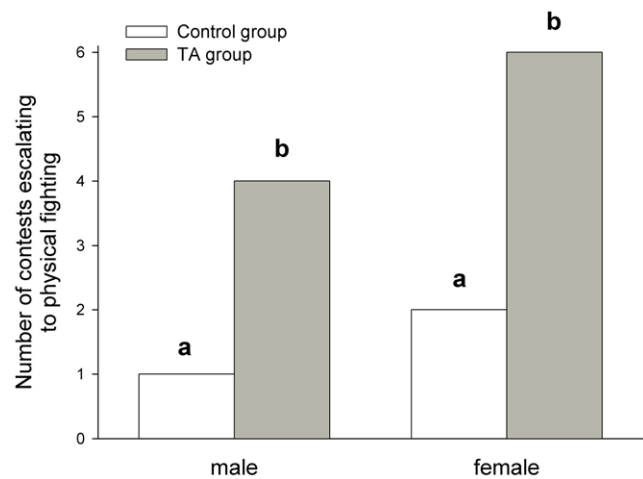 Control group
TA group
Number of contests escalating
to physical fighting
6
5
4
3
2
1
0
a
b
a
b
male
female